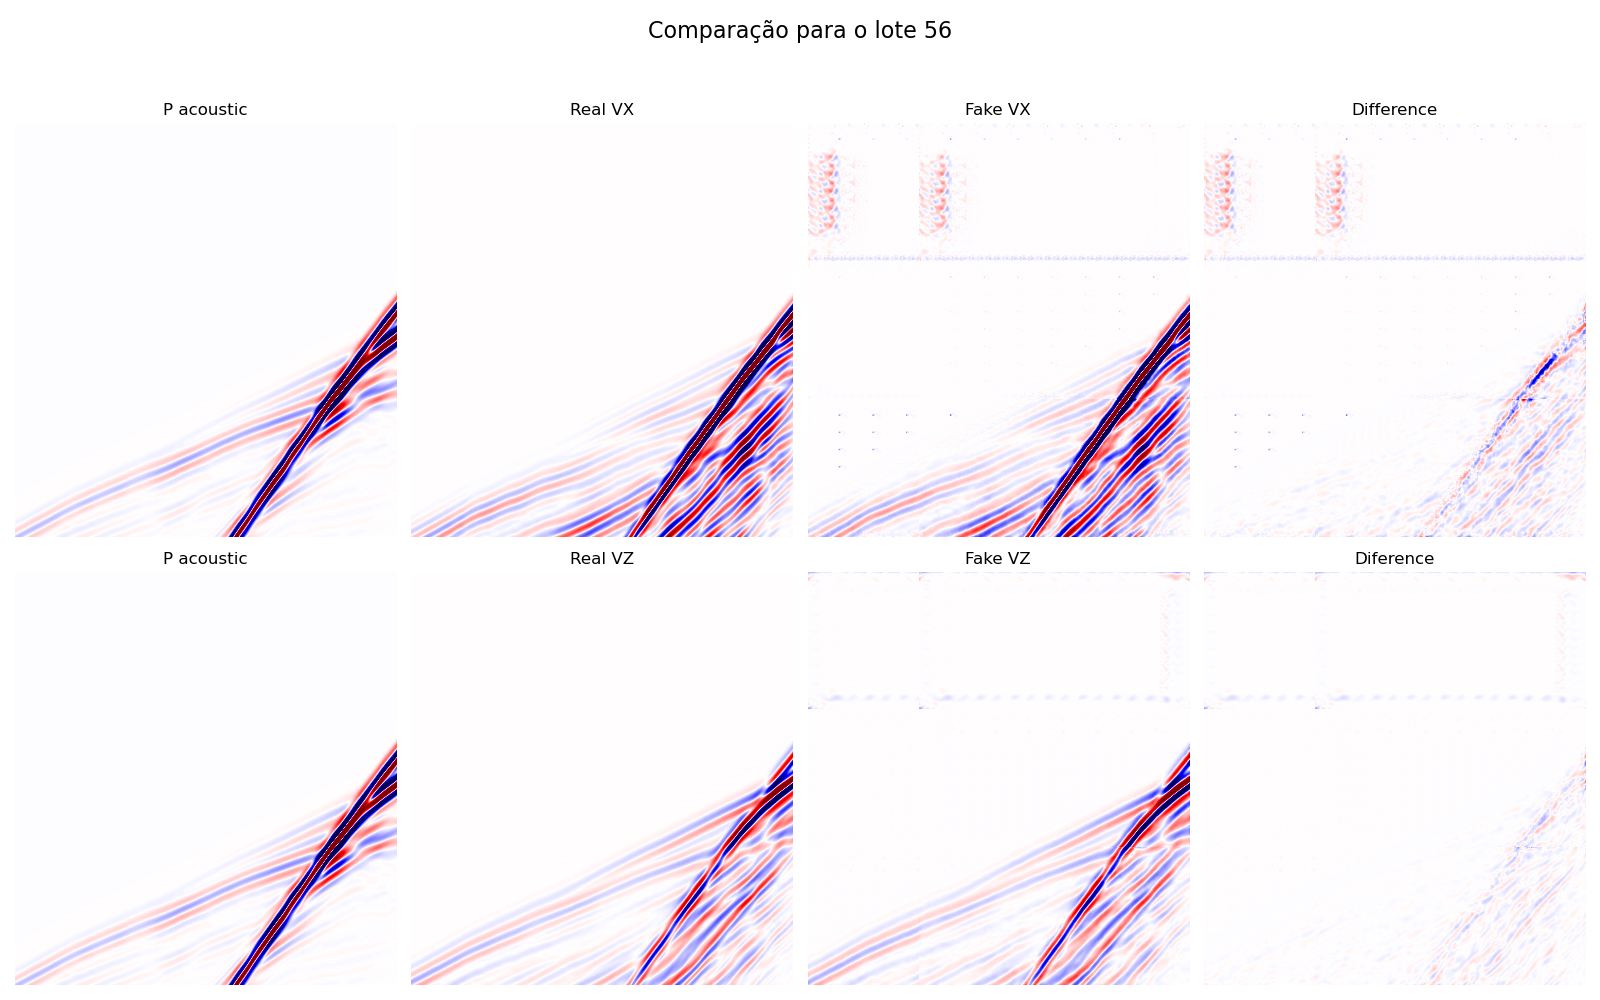 Comparação para o lote 56
P acoustic
Real VX
Fake VX
Difference
P acoustic
Real VZ
Fake VZ
Diference